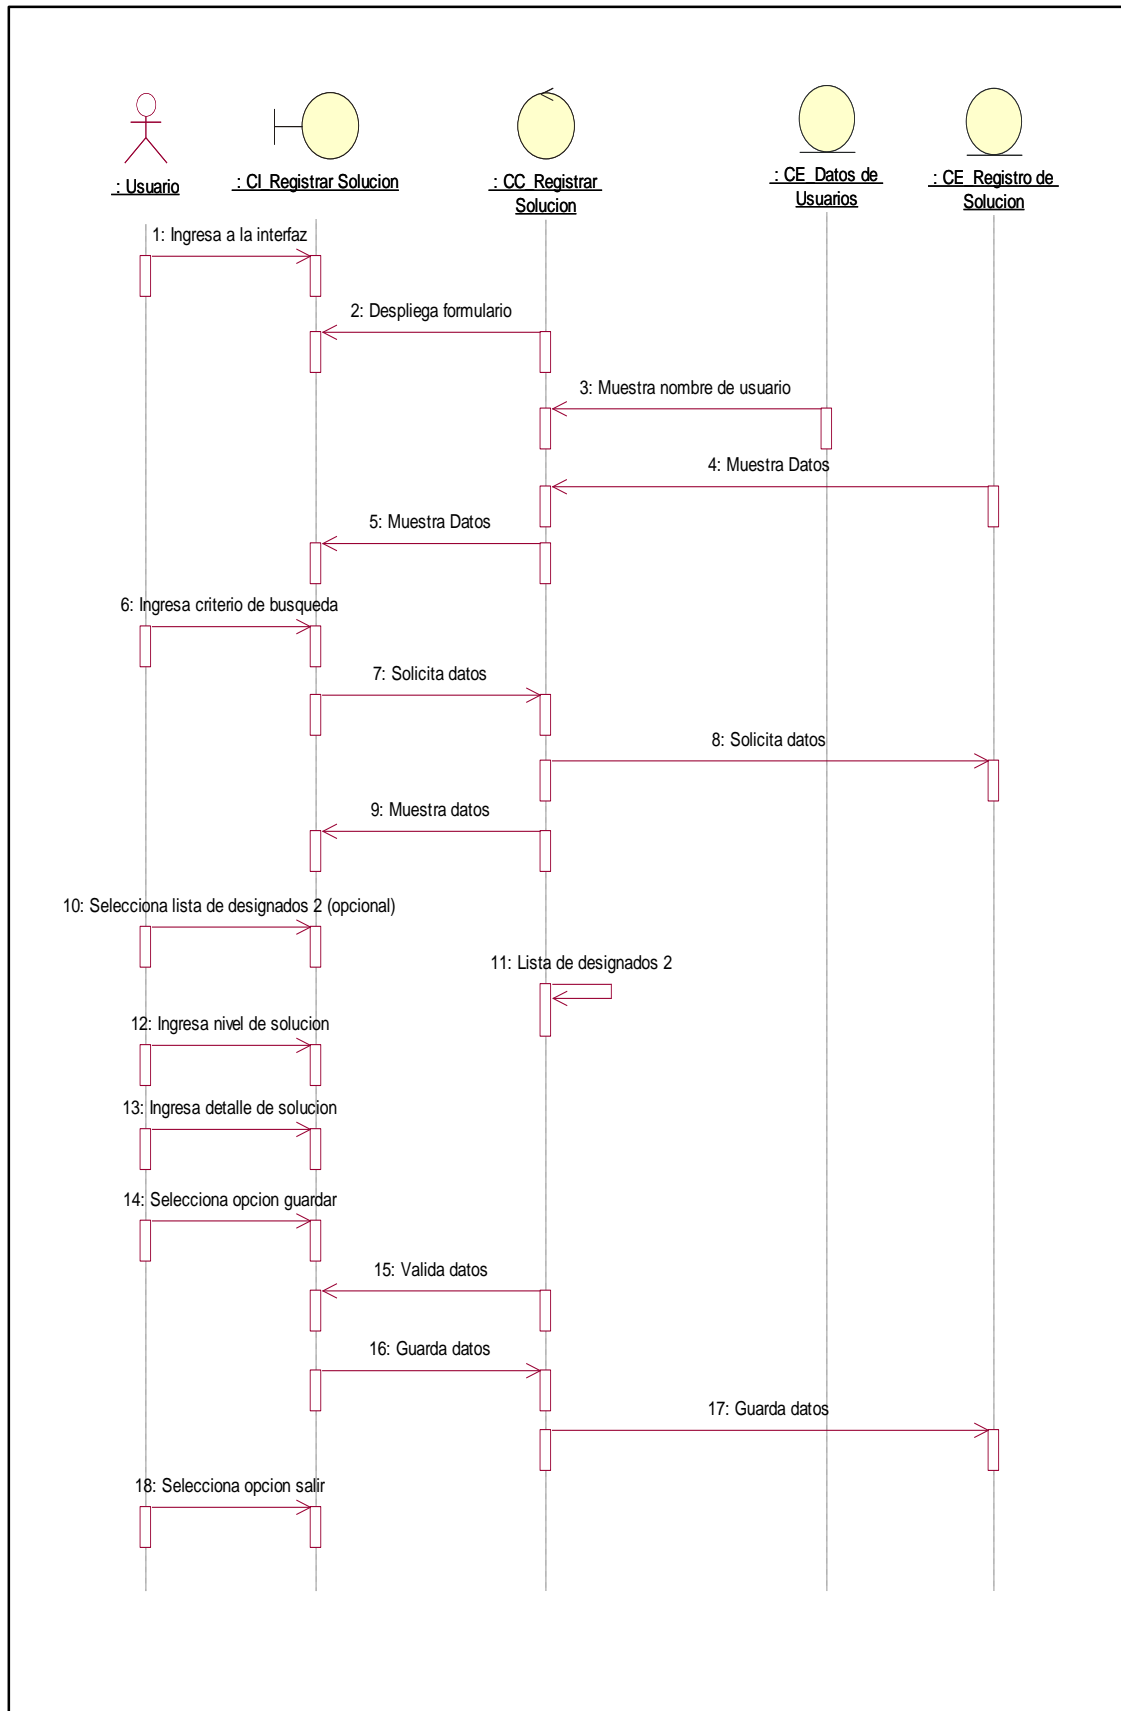 : Usuario
: CI_Registrar Solucion
: CC_Registrar
Solucion
: CE_Datos de
Usuarios
: CE_Registro de
Solucion
1: Ingresa a la interfaz
2: Despliega formulario
3: Muestra nombre de usuario
4: Muestra Datos
5: Muestra Datos
6: Ingresa criterio de busqueda
7: Solicita datos
8: Solicita datos
9: Muestra datos
10: Selecciona lista de designados 2 (opcional)
11: Lista de designados 2
12: Ingresa nivel de solucion
13: Ingresa detalle de solucion
14: Selecciona opcion guardar
15: Valida datos
16: Guarda datos
17: Guarda datos
18: Selecciona opcion salir